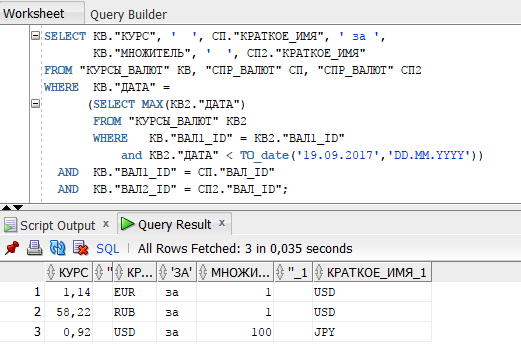 Worksheet Query Builder
SELECT КВ."КУРС", '  ', СП."КРАТКОЕ_ИМЯ", ' за ',
КВ."МНОЖИТЕЛЬ", '  ', СП2."КРАТКОЕ_ИМЯ"
FROM "КУРСЫ_ВАЛЮТ" КВ, "СПР_ВАЛЮТ" СП, "СПР_ВАЛЮТ" СП2
WHERE КВ."ДАТА" =
(SELECT MAX(КВ2."ДАТА")
FROM "КУРСЫ_ВАЛЮТ" КВ2
WHERE КВ."ВАЛ1_ID" = КВ2."ВАЛ1_ID"
and КВ2."ДАТА" < TO_date('19.09.2017','DD.MM.YYYY'))
AND КВ."ВАЛ1_ID" = СП."ВАЛ_ID"
AND КВ."ВАЛ2_ID" = СП2."ВАЛ_ID";
Script Output x Query Result x
SQL | All Rows Fetched: 3 in 0,035 seconds
КУРС '' КР... 'ЗА' МНОЖИ... ''_1 КРАТКОЕ_ИМЯ_1
1 1,14 EUR за 1 USD
2 58,22 RUB за 1 USD
3 0,92 USD за 100 JPY